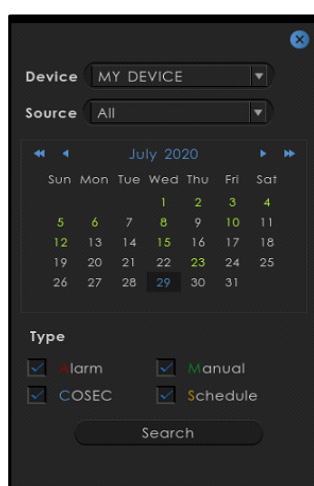 Device MY DEVICE
Source All
July 2020
Sun Mon Tue Wed Thu Fri Sat
1 2 3 4
5 6 7 8 9 10 11
12 13 14 15 16 17 18
19 20 21 22 23 24 25
26 27 28 29 30 31
Type
Alarm Manual
COSEC Schedule
Search